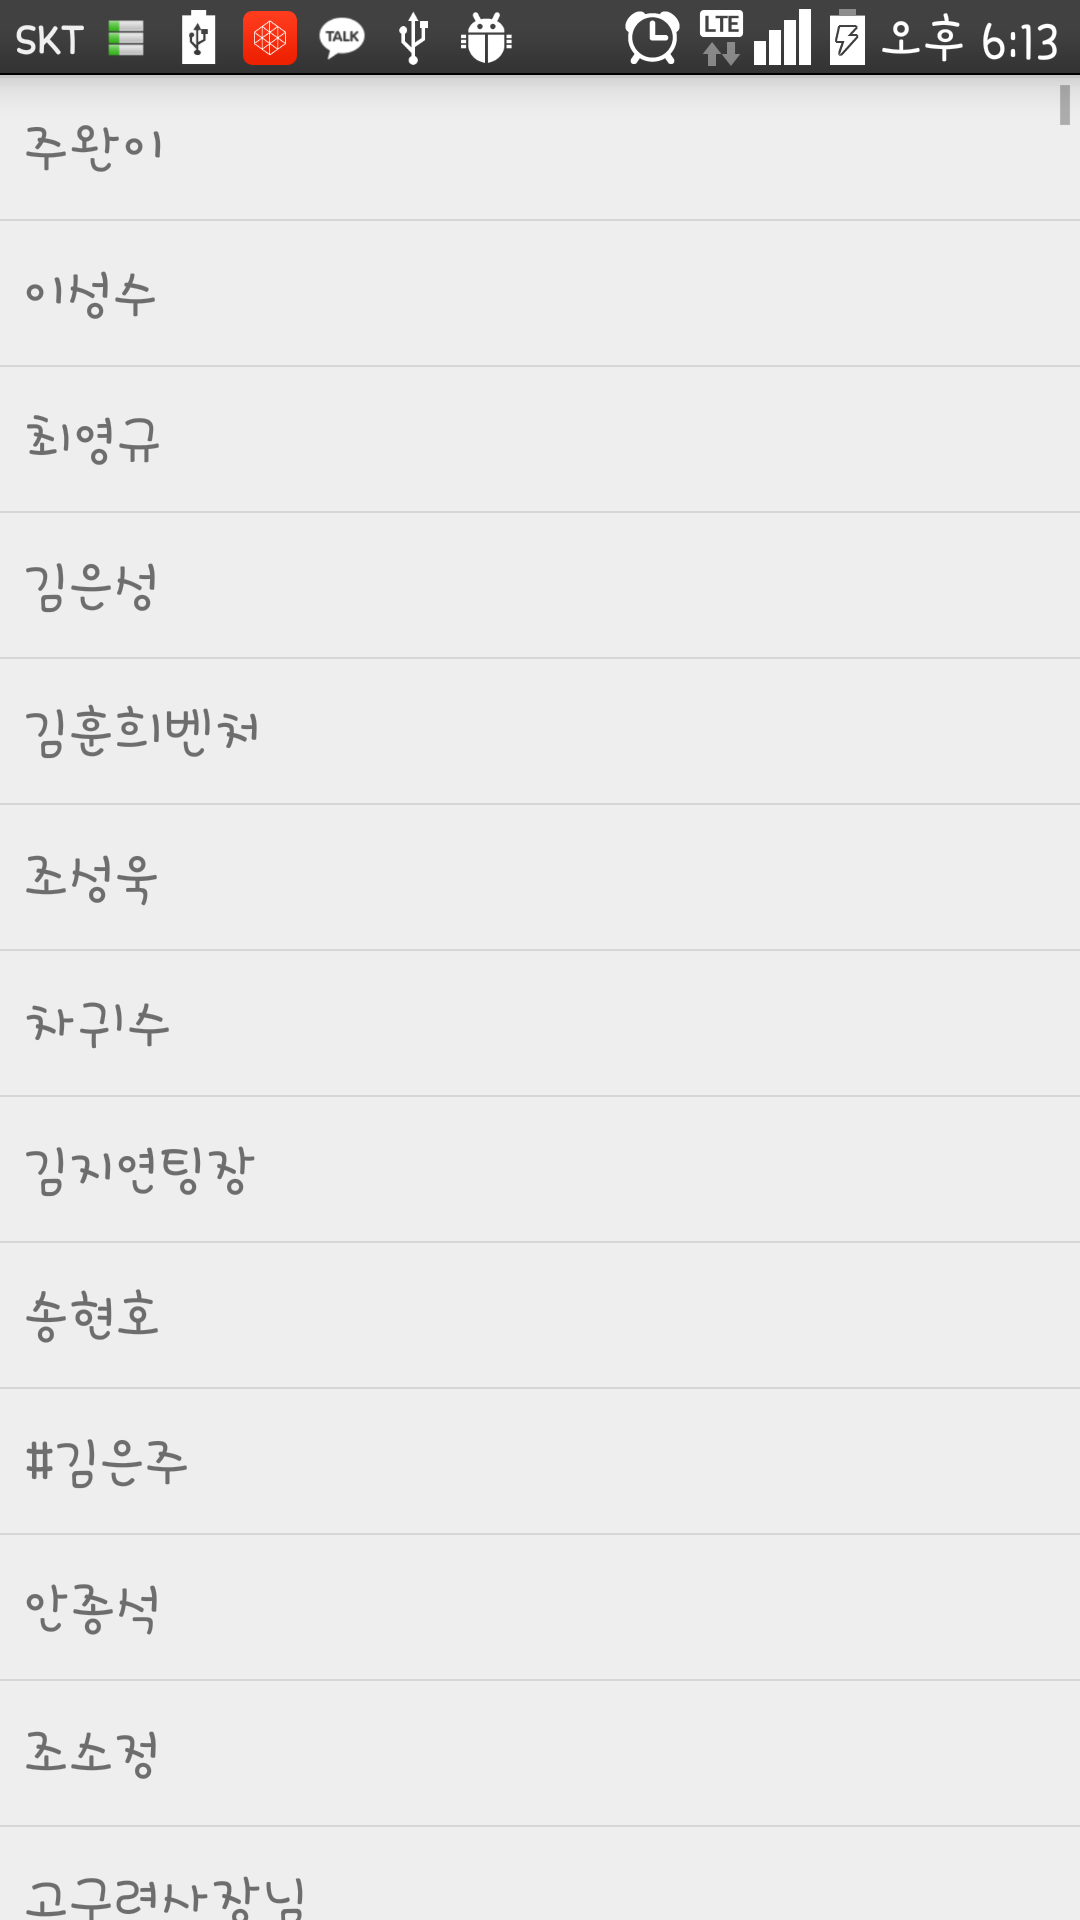 SKT TALK LTE 오후 6:13
주완이
이성수
최영규
김은성
김훈희벤처
조성욱
차귀수
김지연팅장
송현호
#김은주
안종석
조소정
고구려사장님